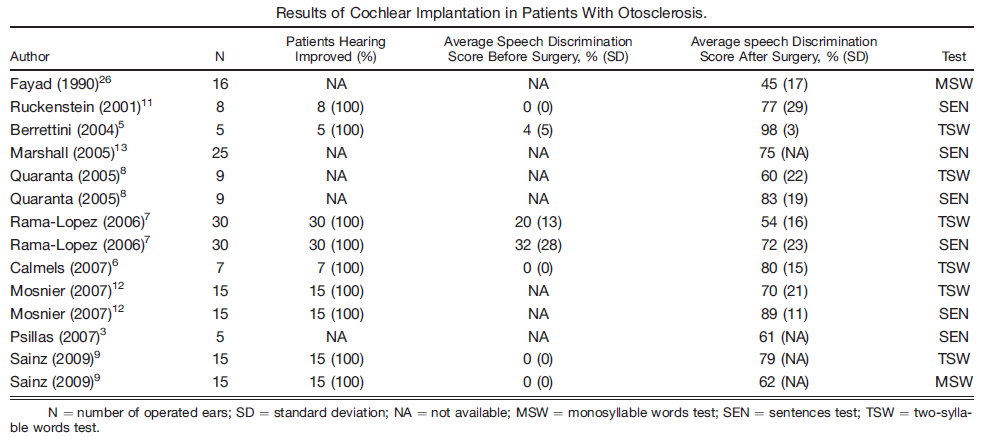 Results of Cochlear Implantation in Patients With Otosclerosis.
Author N Patients Hearing Improved (%) Average Speech Discrimination Score Before Surgery, % (SD) Average speech Discrimination Score After Surgery, % (SD) Test
Fayad (1990)26 16 NA NA 45 (17) MSW
Ruckenstein (2001)11 8 8 (100) 0 (0) 77 (29) SEN
Berrettini (2004)5 5 5 (100) 4 (5) 98 (3) TSW
Marshall (2005)13 25 NA NA 75 (NA) SEN
Quaranta (2005)8 9 NA NA 60 (22) TSW
Quaranta (2005)8 9 NA NA 83 (19) SEN
Rama-Lopez (2006)7 30 30 (100) 20 (13) 54 (16) TSW
Rama-Lopez (2006)7 30 30 (100) 32 (28) 72 (23) SEN
Calmels (2007)6 7 7 (100) 0 (0) 80 (15) TSW
Mosnier (2007)12 15 15 (100) NA 70 (21) TSW
Mosnier (2007)12 15 15 (100) NA 89 (11) SEN
Psillas (2007)3 5 NA NA 61 (NA) SEN
Sainz (2009)9 15 15 (100) 0 (0) 79 (NA) TSW
Sainz (2009)9 15 15 (100) 0 (0) 62 (NA) MSW
N = number of operated ears; SD = standard deviation; NA = not available; MSW = monosyllable words test; SEN = sentences test; TSW = two-sylla-
ble words test.